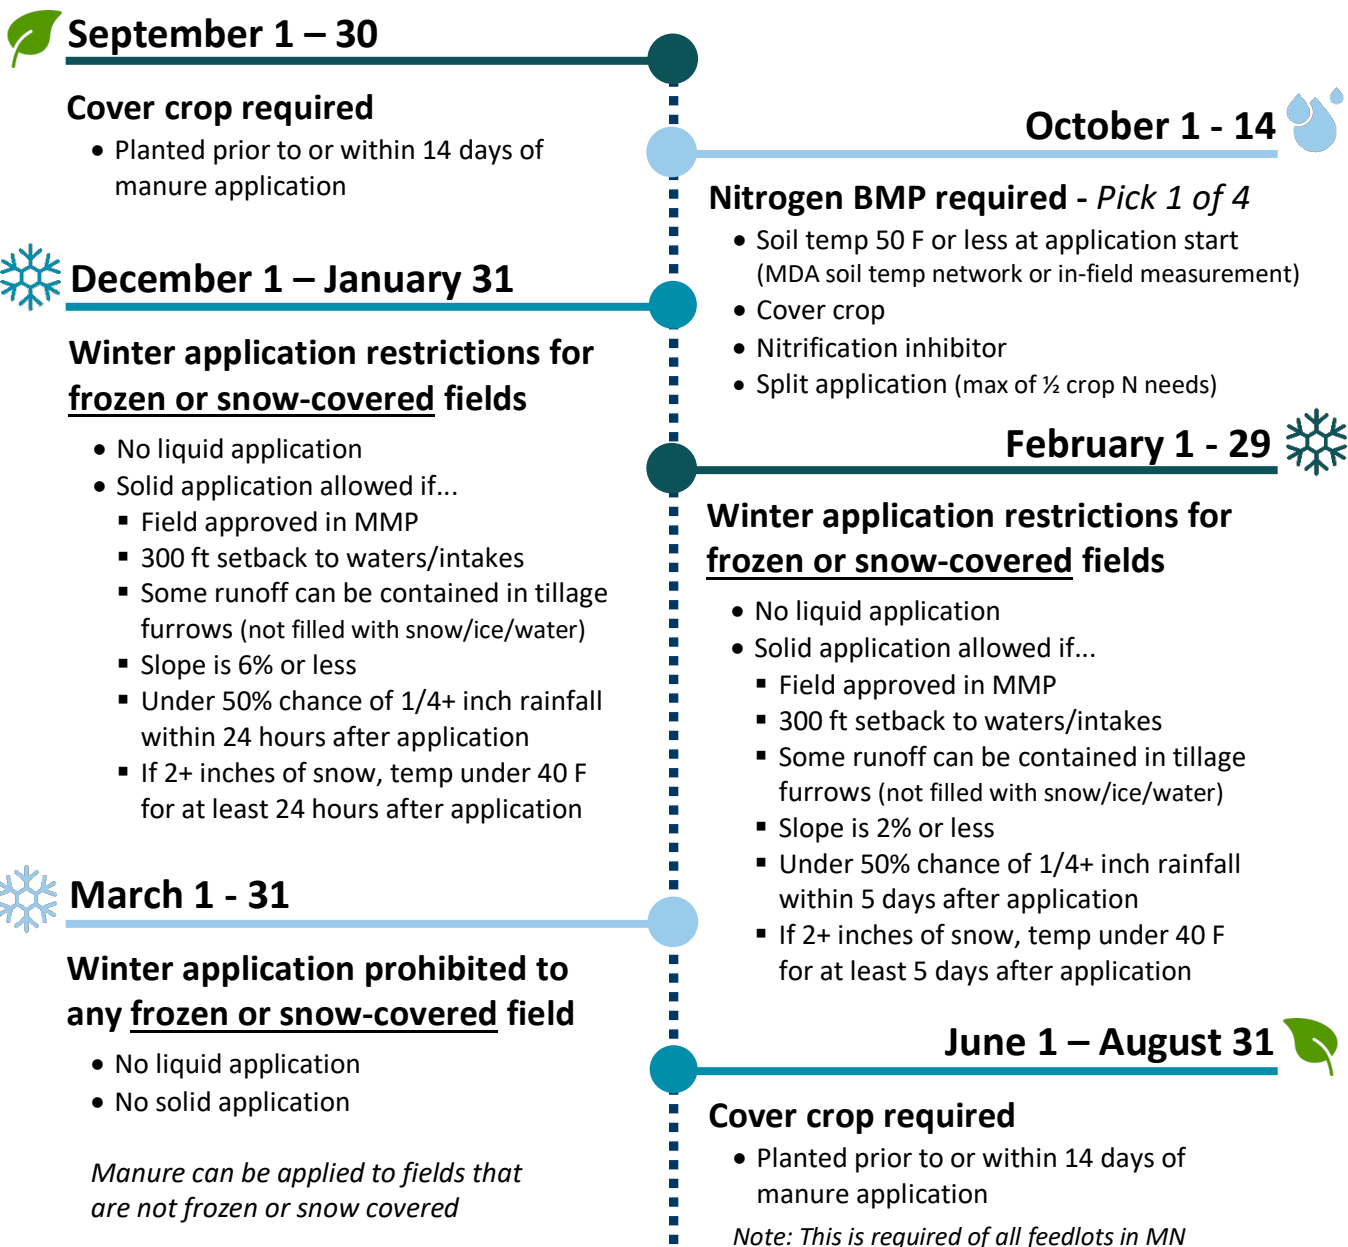 September 1 – 30
Cover crop required
• Planted prior to or within 14 days of
manure application
October 1 - 14
Nitrogen BMP required - Pick 1 of 4
• Soil temp 50 F or less at application start
(MDA soil temp network or in-field measurement)
• Cover crop
• Nitrification inhibitor
• Split application (max of ½ crop N needs)
December 1 – January 31
Winter application restrictions for
frozen or snow-covered fields
• No liquid application
• Solid application allowed if...
▪ Field approved in MMP
▪ 300 ft setback to waters/intakes
▪ Some runoff can be contained in tillage
furrows (not filled with snow/ice/water)
▪ Slope is 6% or less
▪ Under 50% chance of 1/4+ inch rainfall
within 24 hours after application
▪ If 2+ inches of snow, temp under 40 F
for at least 24 hours after application
February 1 - 29
Winter application restrictions for
frozen or snow-covered fields
• No liquid application
• Solid application allowed if...
▪ Field approved in MMP
▪ 300 ft setback to waters/intakes
▪ Some runoff can be contained in tillage
furrows (not filled with snow/ice/water)
▪ Slope is 2% or less
▪ Under 50% chance of 1/4+ inch rainfall
within 5 days after application
▪ If 2+ inches of snow, temp under 40 F
for at least 5 days after application
March 1 - 31
Winter application prohibited to
any frozen or snow-covered field
• No liquid application
• No solid application
Manure can be applied to fields that
are not frozen or snow covered
June 1 – August 31
Cover crop required
• Planted prior to or within 14 days of
manure application
Note: This is required of all feedlots in MN